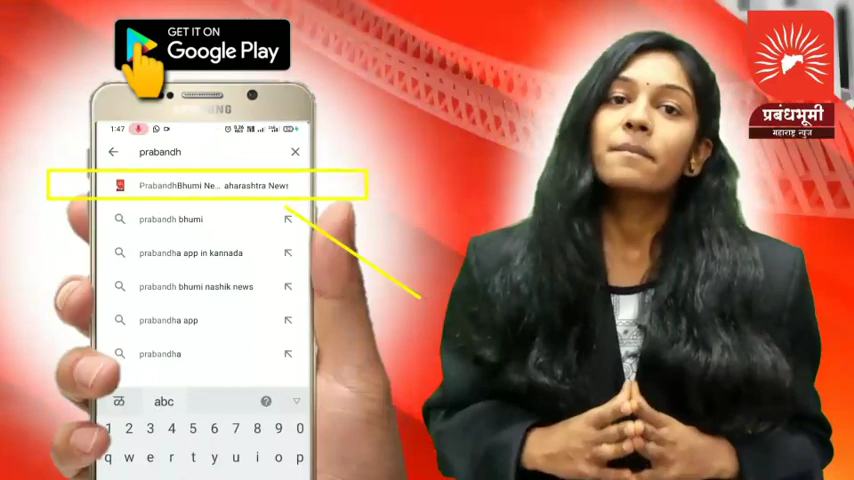 GET IT ON
Google Play
SAMSUNG
1:47
prabandh
PrabandhBhumi Ne... aharashtra News
prabandh bhumi
prabandha app in kannada
prabandh bhumi nashik news
prabandha app
prabandha
abc
1 2 3 4 5 6 7 8 9 0
q w e r t y u i o p
प्रबंधभूमी
महाराष्ट्र न्यूज